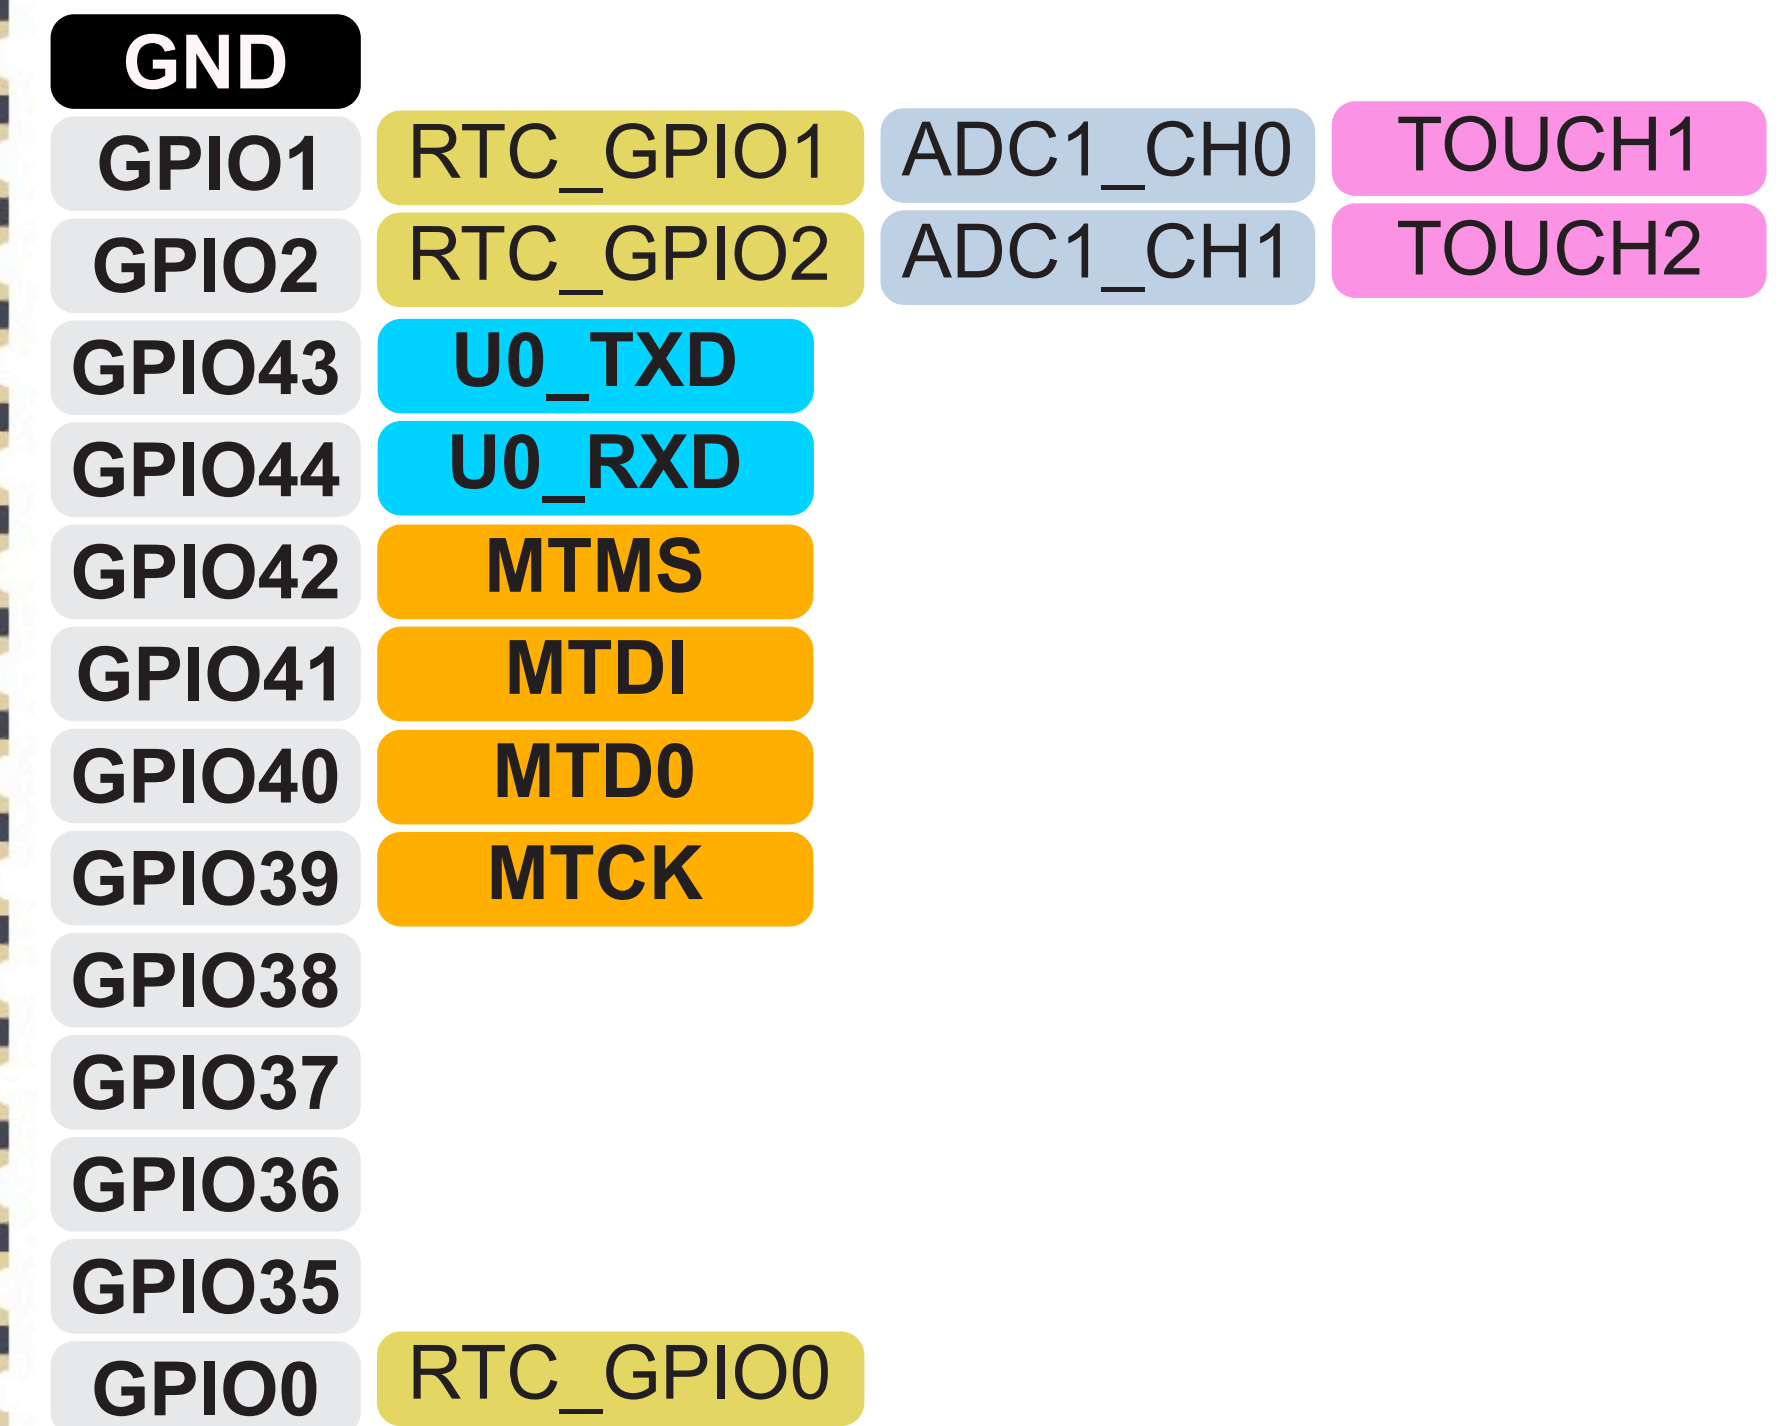 GND
GPIO1 RTC_GPIO1 ADC1_CH0 TOUCH1
GPIO2 RTC_GPIO2 ADC1_CH1 TOUCH2
GPIO43 U0_TXD
GPIO44 U0_RXD
GPIO42 MTMS
GPIO41 MTDI
GPIO40 MTD0
GPIO39 MTCK
GPIO38
GPIO37
GPIO36
GPIO35
GPIO0 RTC_GPIO0